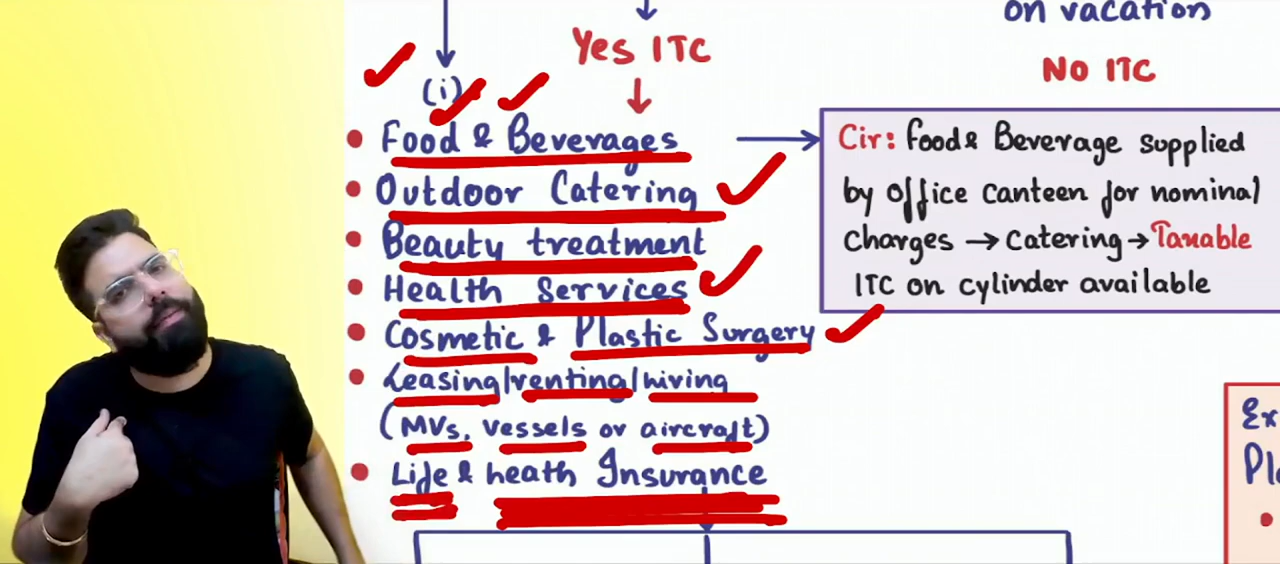 on vacation
Yes ITC
NO ITC
(i)
• Food & Beverages
• Outdoor Catering
• Beauty treatment
• Health Services
• Cosmetic & Plastic Surgery
• Leasing/renting/hiring
(MVs, vessels or aircraft)
• Life & heath Insurance
Cir: Food & Beverage supplied
by office canteen for nominal
charges → catering → Taxable
ITC on cylinder available
Ex
Pl